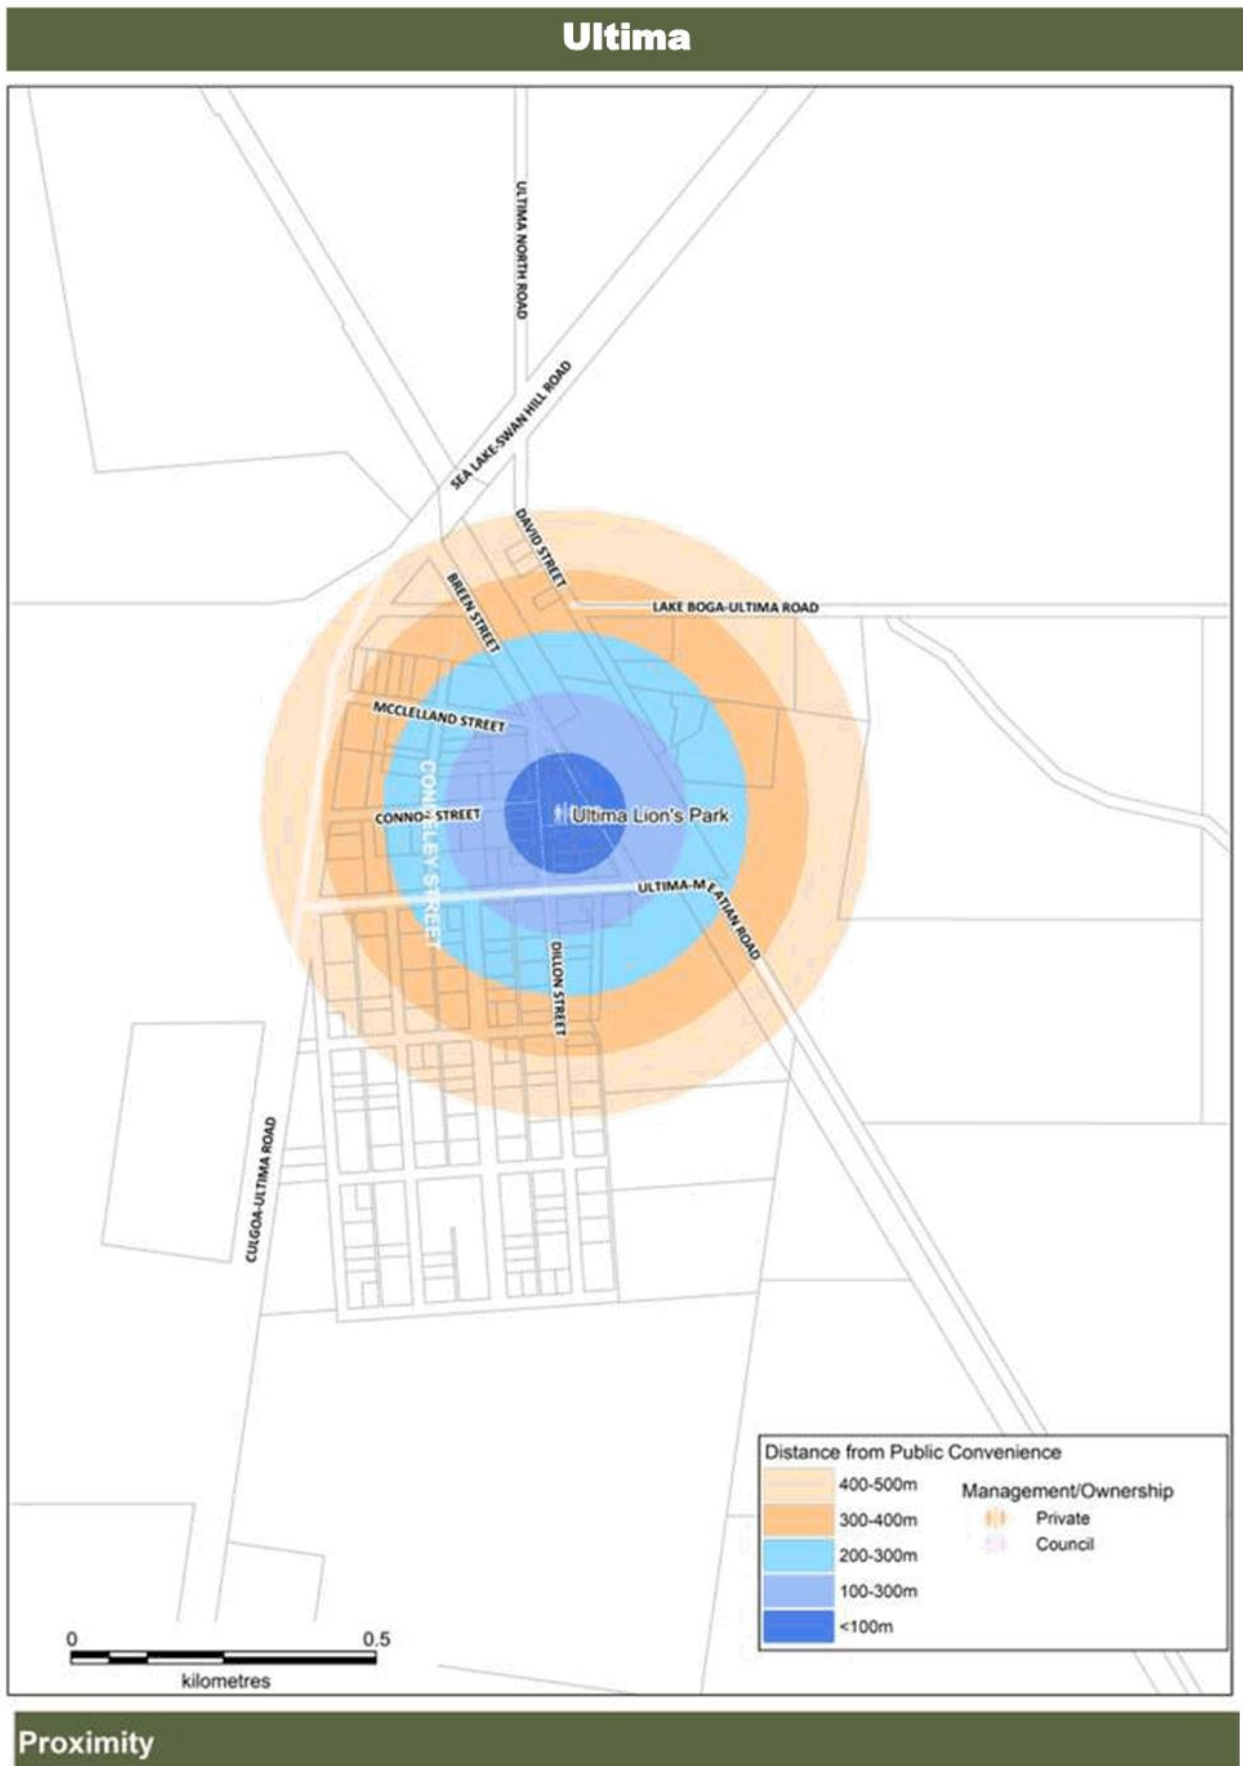 Ultima
ULTIMA NORTH ROAD
SEA LAKE-SWAN HILL ROAD
DAVID STREET
BREEN STREET
LAKE BOGA-ULTIMA ROAD
MCCLELLAND STREET
CONNOR STREET
Ultima Lion's Park
ULTIMA-MEATIAN ROAD
DILLON STREET
CULGOA-ULTIMA ROAD
Distance from Public Convenience
400-500m
300-400m
200-300m
100-300m
<100m
Management/Ownership
Private
Council
0 0.5
kilometres
Proximity